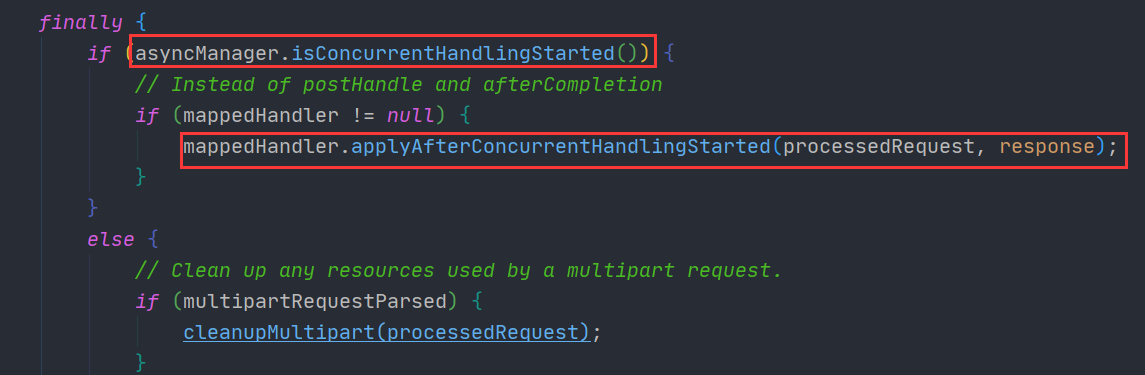 finally {
if (asyncManager.isConcurrentHandlingStarted()) {
// Instead of postHandle and afterCompletion
if (mappedHandler != null) {
mappedHandler.applyAfterConcurrentHandlingStarted(processedRequest, response);
}
}
else {
// Clean up any resources used by a multipart request.
if (multipartRequestParsed) {
cleanupMultipart(processedRequest);
}